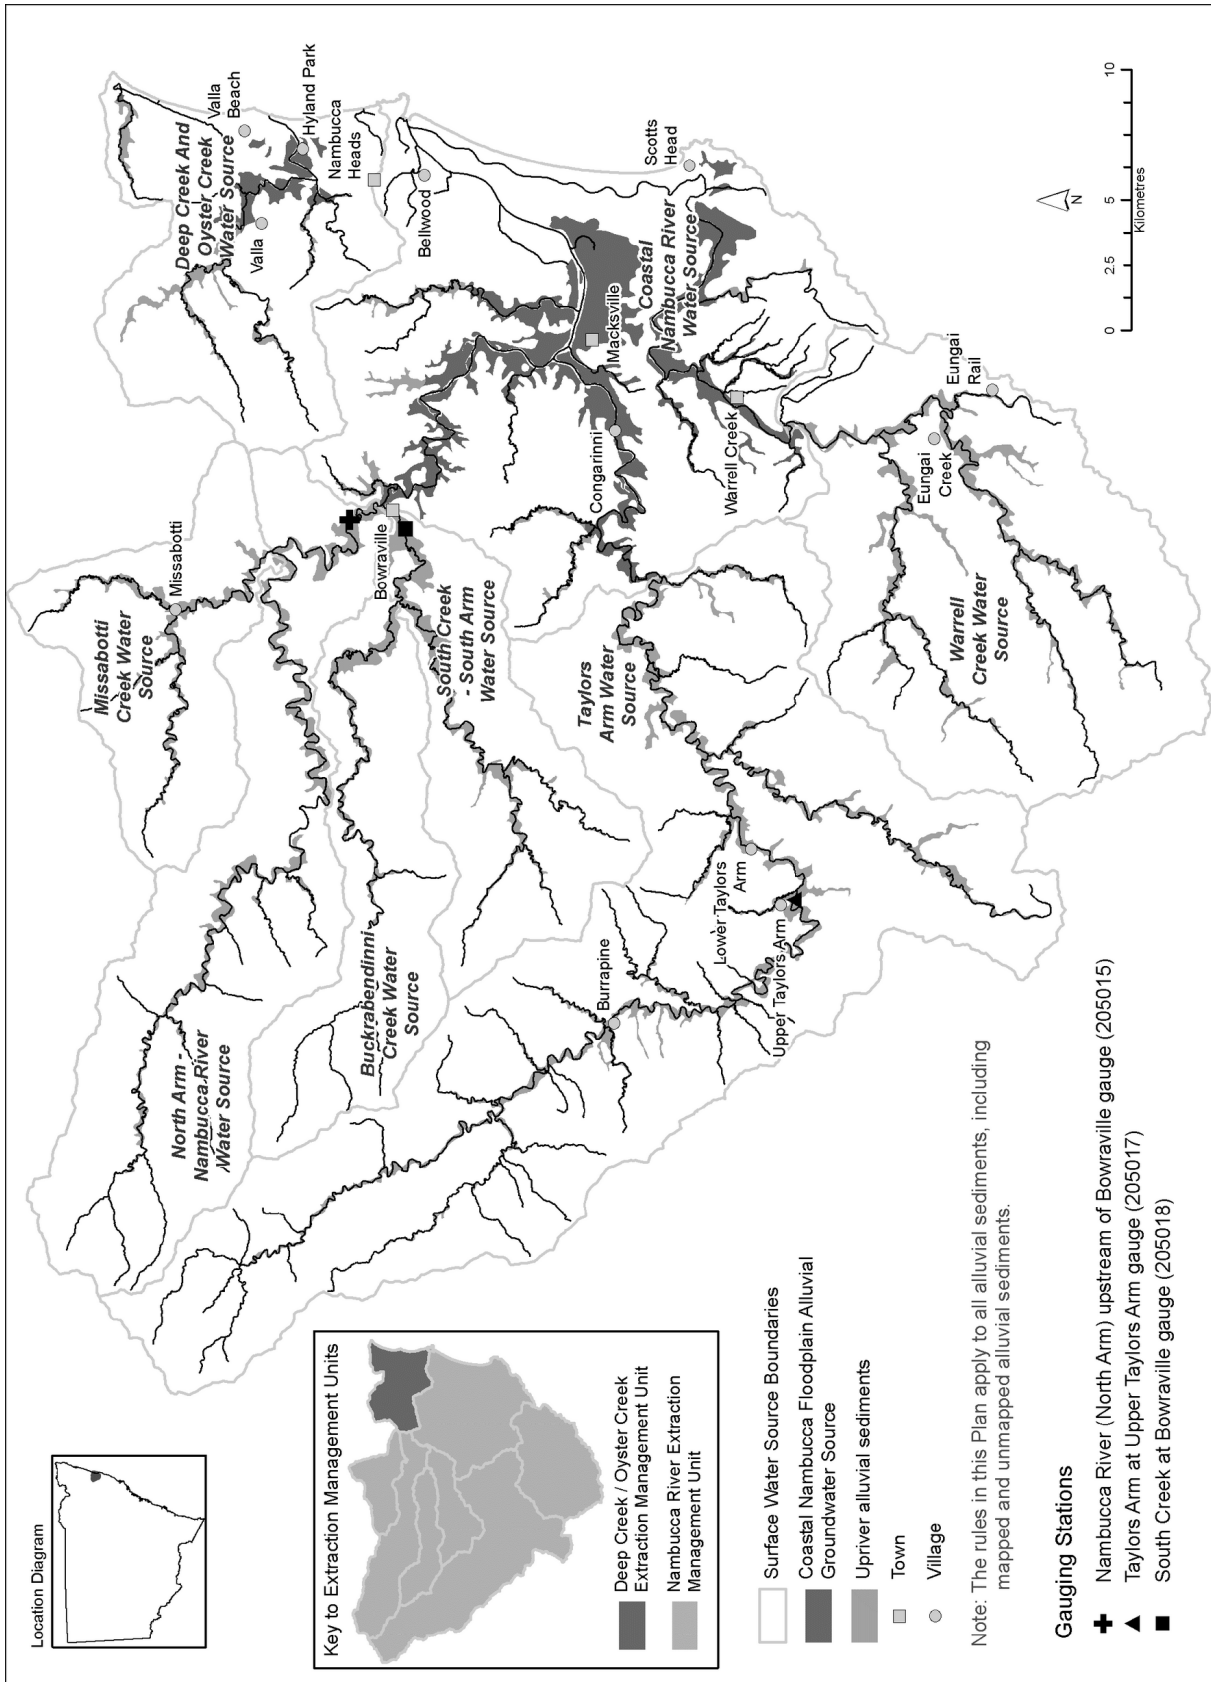 Location Diagram
Key to Extraction Management Units
Deep Creek / Oyster Creek
Extraction Management Unit
Nambucca River Extraction
Management Unit
Surface Water Source Boundaries
Coastal Nambucca Floodplain Alluvial
Groundwater Source
Upriver alluvial sediments
Town
Village
Note: The rules in this Plan apply to all alluvial sediments, including
mapped and unmapped alluvial sediments.
Gauging Stations
Nambucca River (North Arm) upstream of Bowraville gauge (205015)
Taylors Arm at Upper Taylors Arm gauge (205017)
South Creek at Bowraville gauge (205018)
North Arm -
Nambucca River
Water Source
Missabotti
Creek Water
Source
Missabotti
Buckrabendinni
Creek Water
Source
Bowraville
South Creek
- South Arm
Water Source
Burrapine
Upper Taylors Arm
Lower Taylors
Arm
Taylors
Arm Water
Source
Congarinni
Warrell Creek
Warrell
Creek Water
Source
Eungai
Creek
Eungai
Rail
Macksville
Coastal
Nambucca River
Water Source
Deep Creek And
Oyster Creek
Water Source
Valla
Valla
Beach
Hyland Park
Nambucca
Heads
Bellwood
Scotts
Head
N
0
2.5
5
10
Kilometres